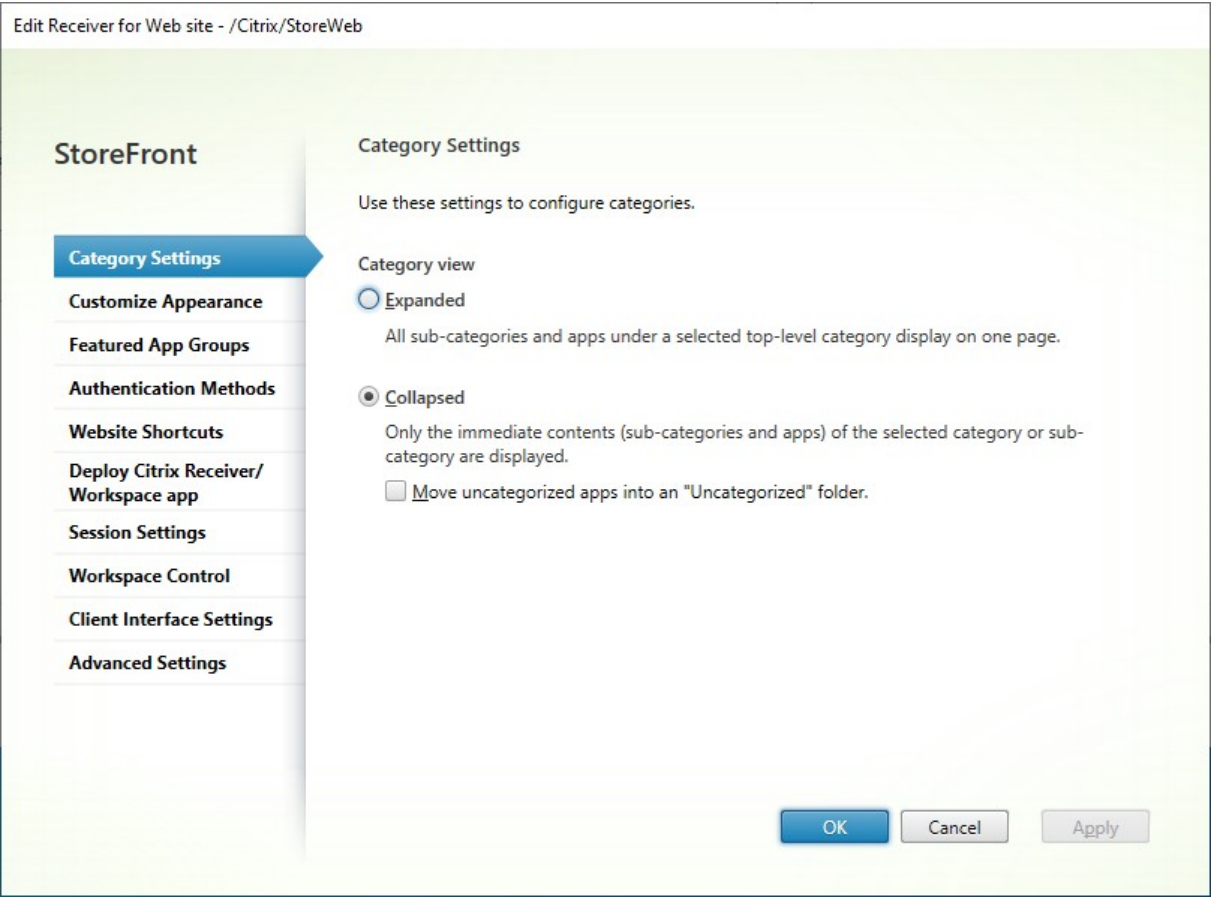 Edit Receiver for Web site - /Citrix/StoreWeb
StoreFront
Category Settings
Customize Appearance
Featured App Groups
Authentication Methods
Website Shortcuts
Deploy Citrix Receiver/
Workspace app
Session Settings
Workspace Control
Client Interface Settings
Advanced Settings
Category Settings
Use these settings to configure categories.
Category view
Expanded
All sub-categories and apps under a selected top-level category display on one page.
Collapsed
Only the immediate contents (sub-categories and apps) of the selected category or sub-
category are displayed.
Move uncategorized apps into an "Uncategorized" folder.
OK
Cancel
Apply